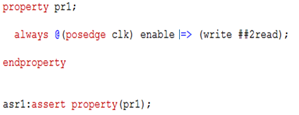 property pr1;
always @(posedge clk) enable |=> (write ##2read);
endproperty
asr1:assert property(pr1);